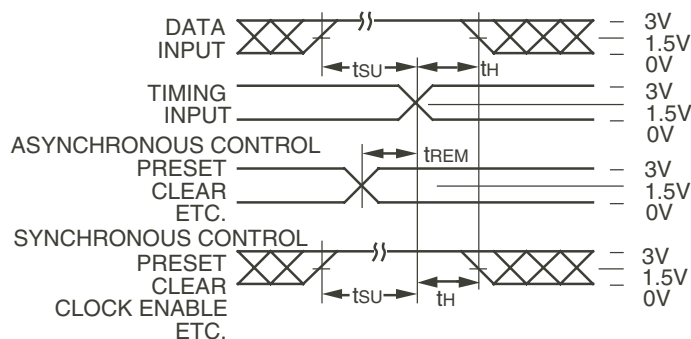 DATA
INPUT
3V
1.5V
0V
tSU
tH
TIMING
INPUT
3V
1.5V
0V
ASYNCHRONOUS CONTROL
tREM
PRESET
CLEAR
ETC.
3V
1.5V
0V
SYNCHRONOUS CONTROL
PRESET
CLEAR
CLOCK ENABLE
ETC.
3V
1.5V
0V
tSU
tH